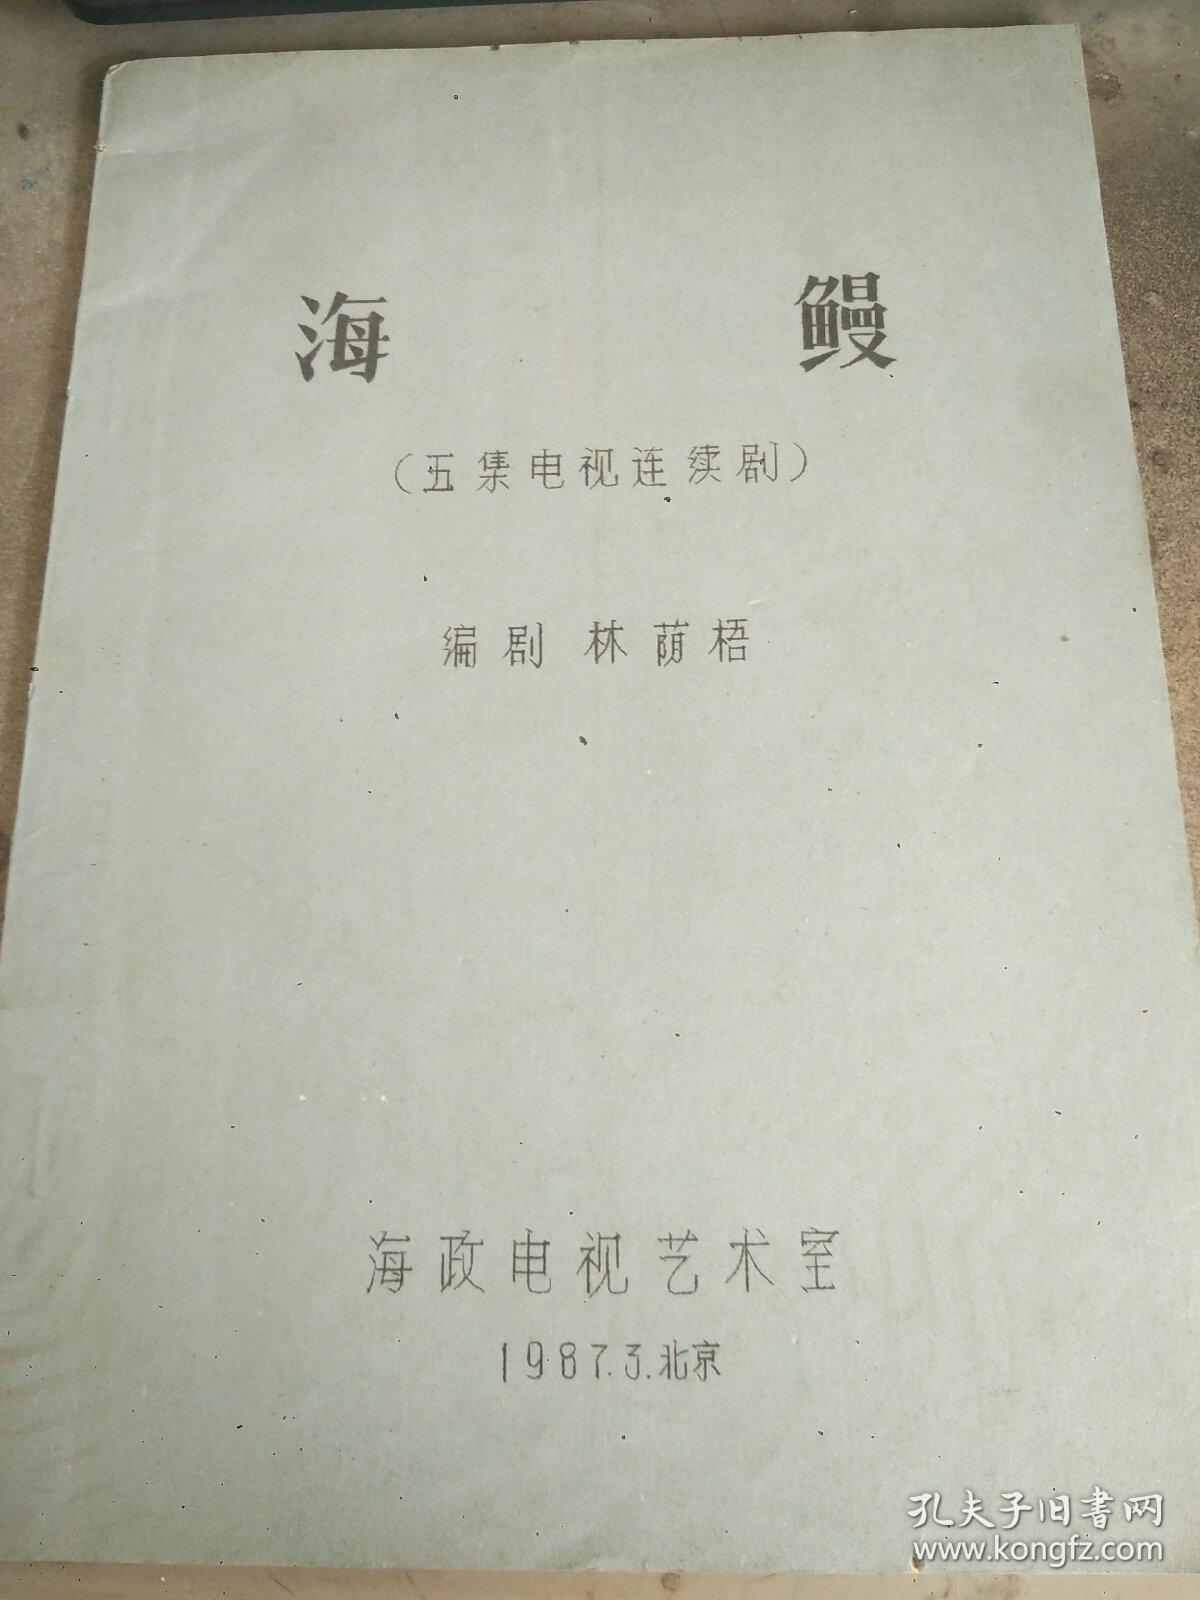 海 鳗
（五集电视连续剧）
编剧 林荫梧
海政电视艺术室
1987.3.北京
孔夫子旧书网
www.kongfz.com